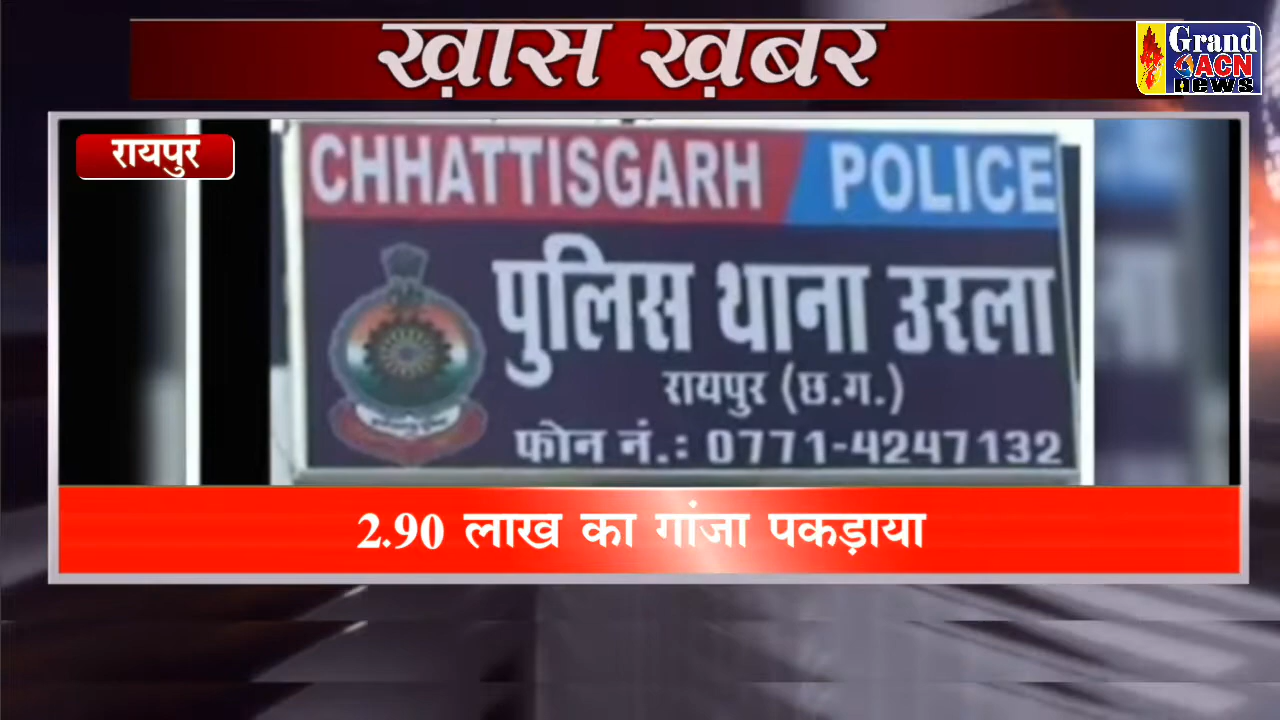 ख़ास ख़बर
Grand
ACN
news
रायपुर
CHHATTISGARH POLICE
पुलिस थाना उरला
रायपुर (छ.ग.)
फोन नं.: 0771-4247132
2.90 लाख का गांजा पकड़ाया